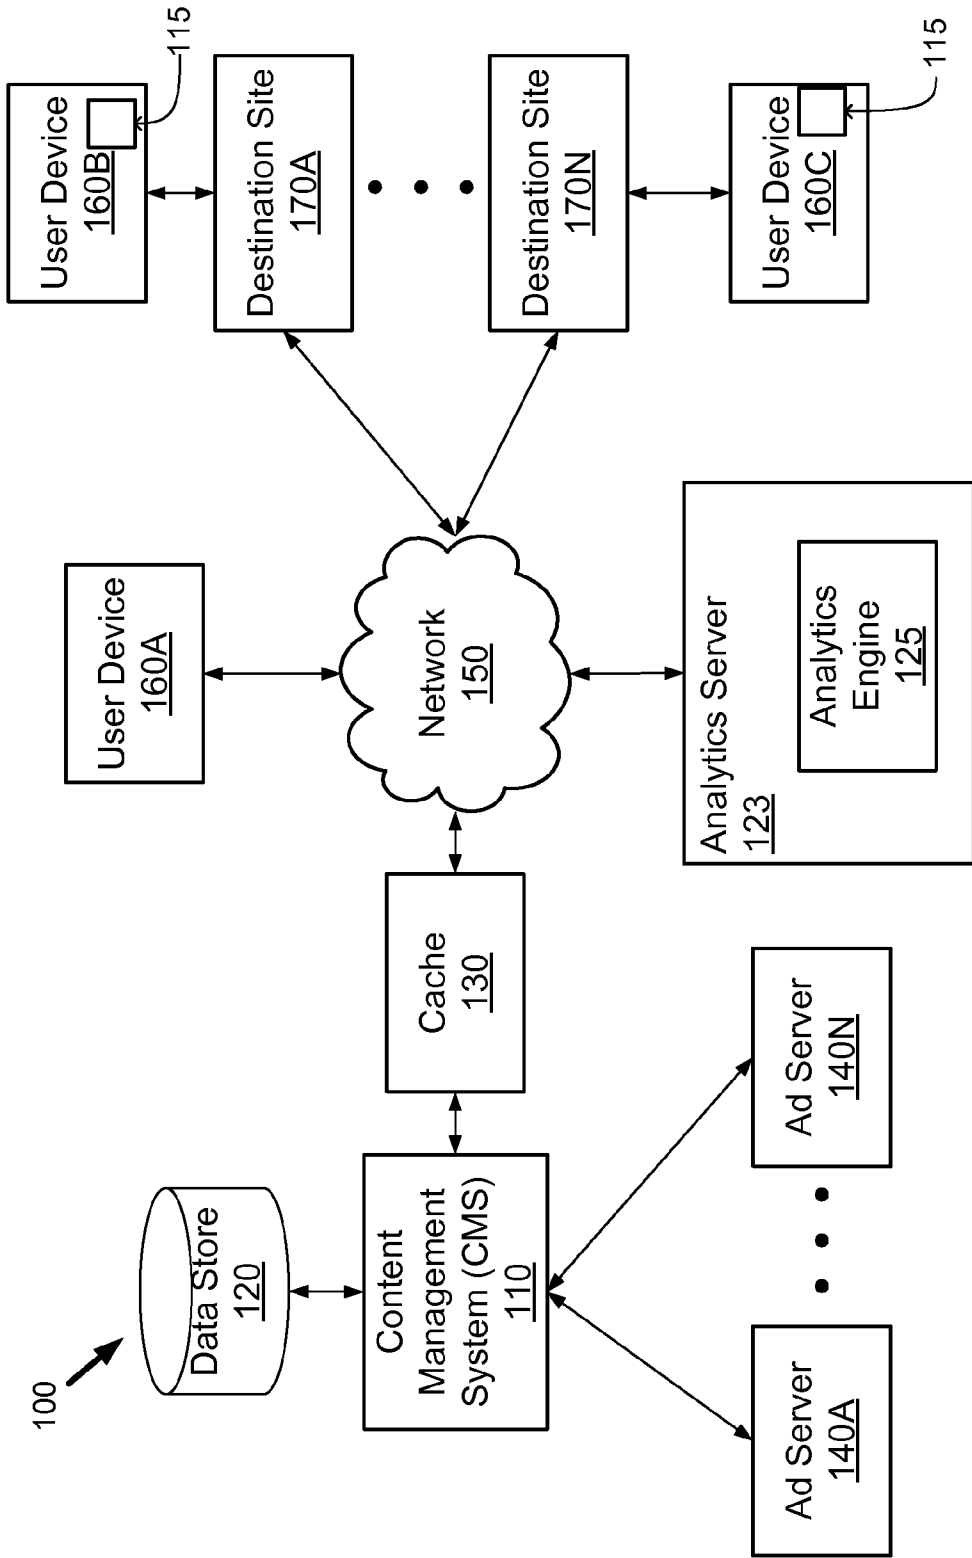 100
Data Store
120
Content
Management
System (CMS)
110
Ad Server
140A
Ad Server
140N
Cache
130
User Device
160A
Network
150
Analytics Server
123
Analytics
Engine
125
User Device
160B
115
Destination Site
170A
Destination Site
170N
User Device
160C
115